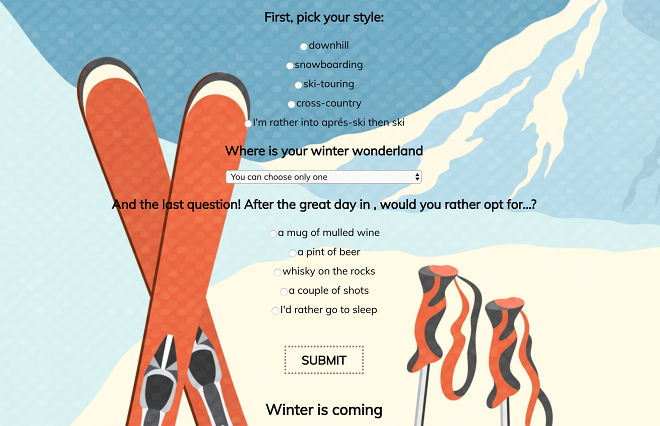 First, pick your style:
downhill
snowboarding
ski-touring
cross-country
I'm rather into aprés-ski then ski
Where is your winter wonderland
You can choose only one
And the last question! After the great day in , would you rather opt for...?
a mug of mulled wine
a pint of beer
whisky on the rocks
a couple of shots
I'd rather go to sleep
SUBMIT
Winter is coming